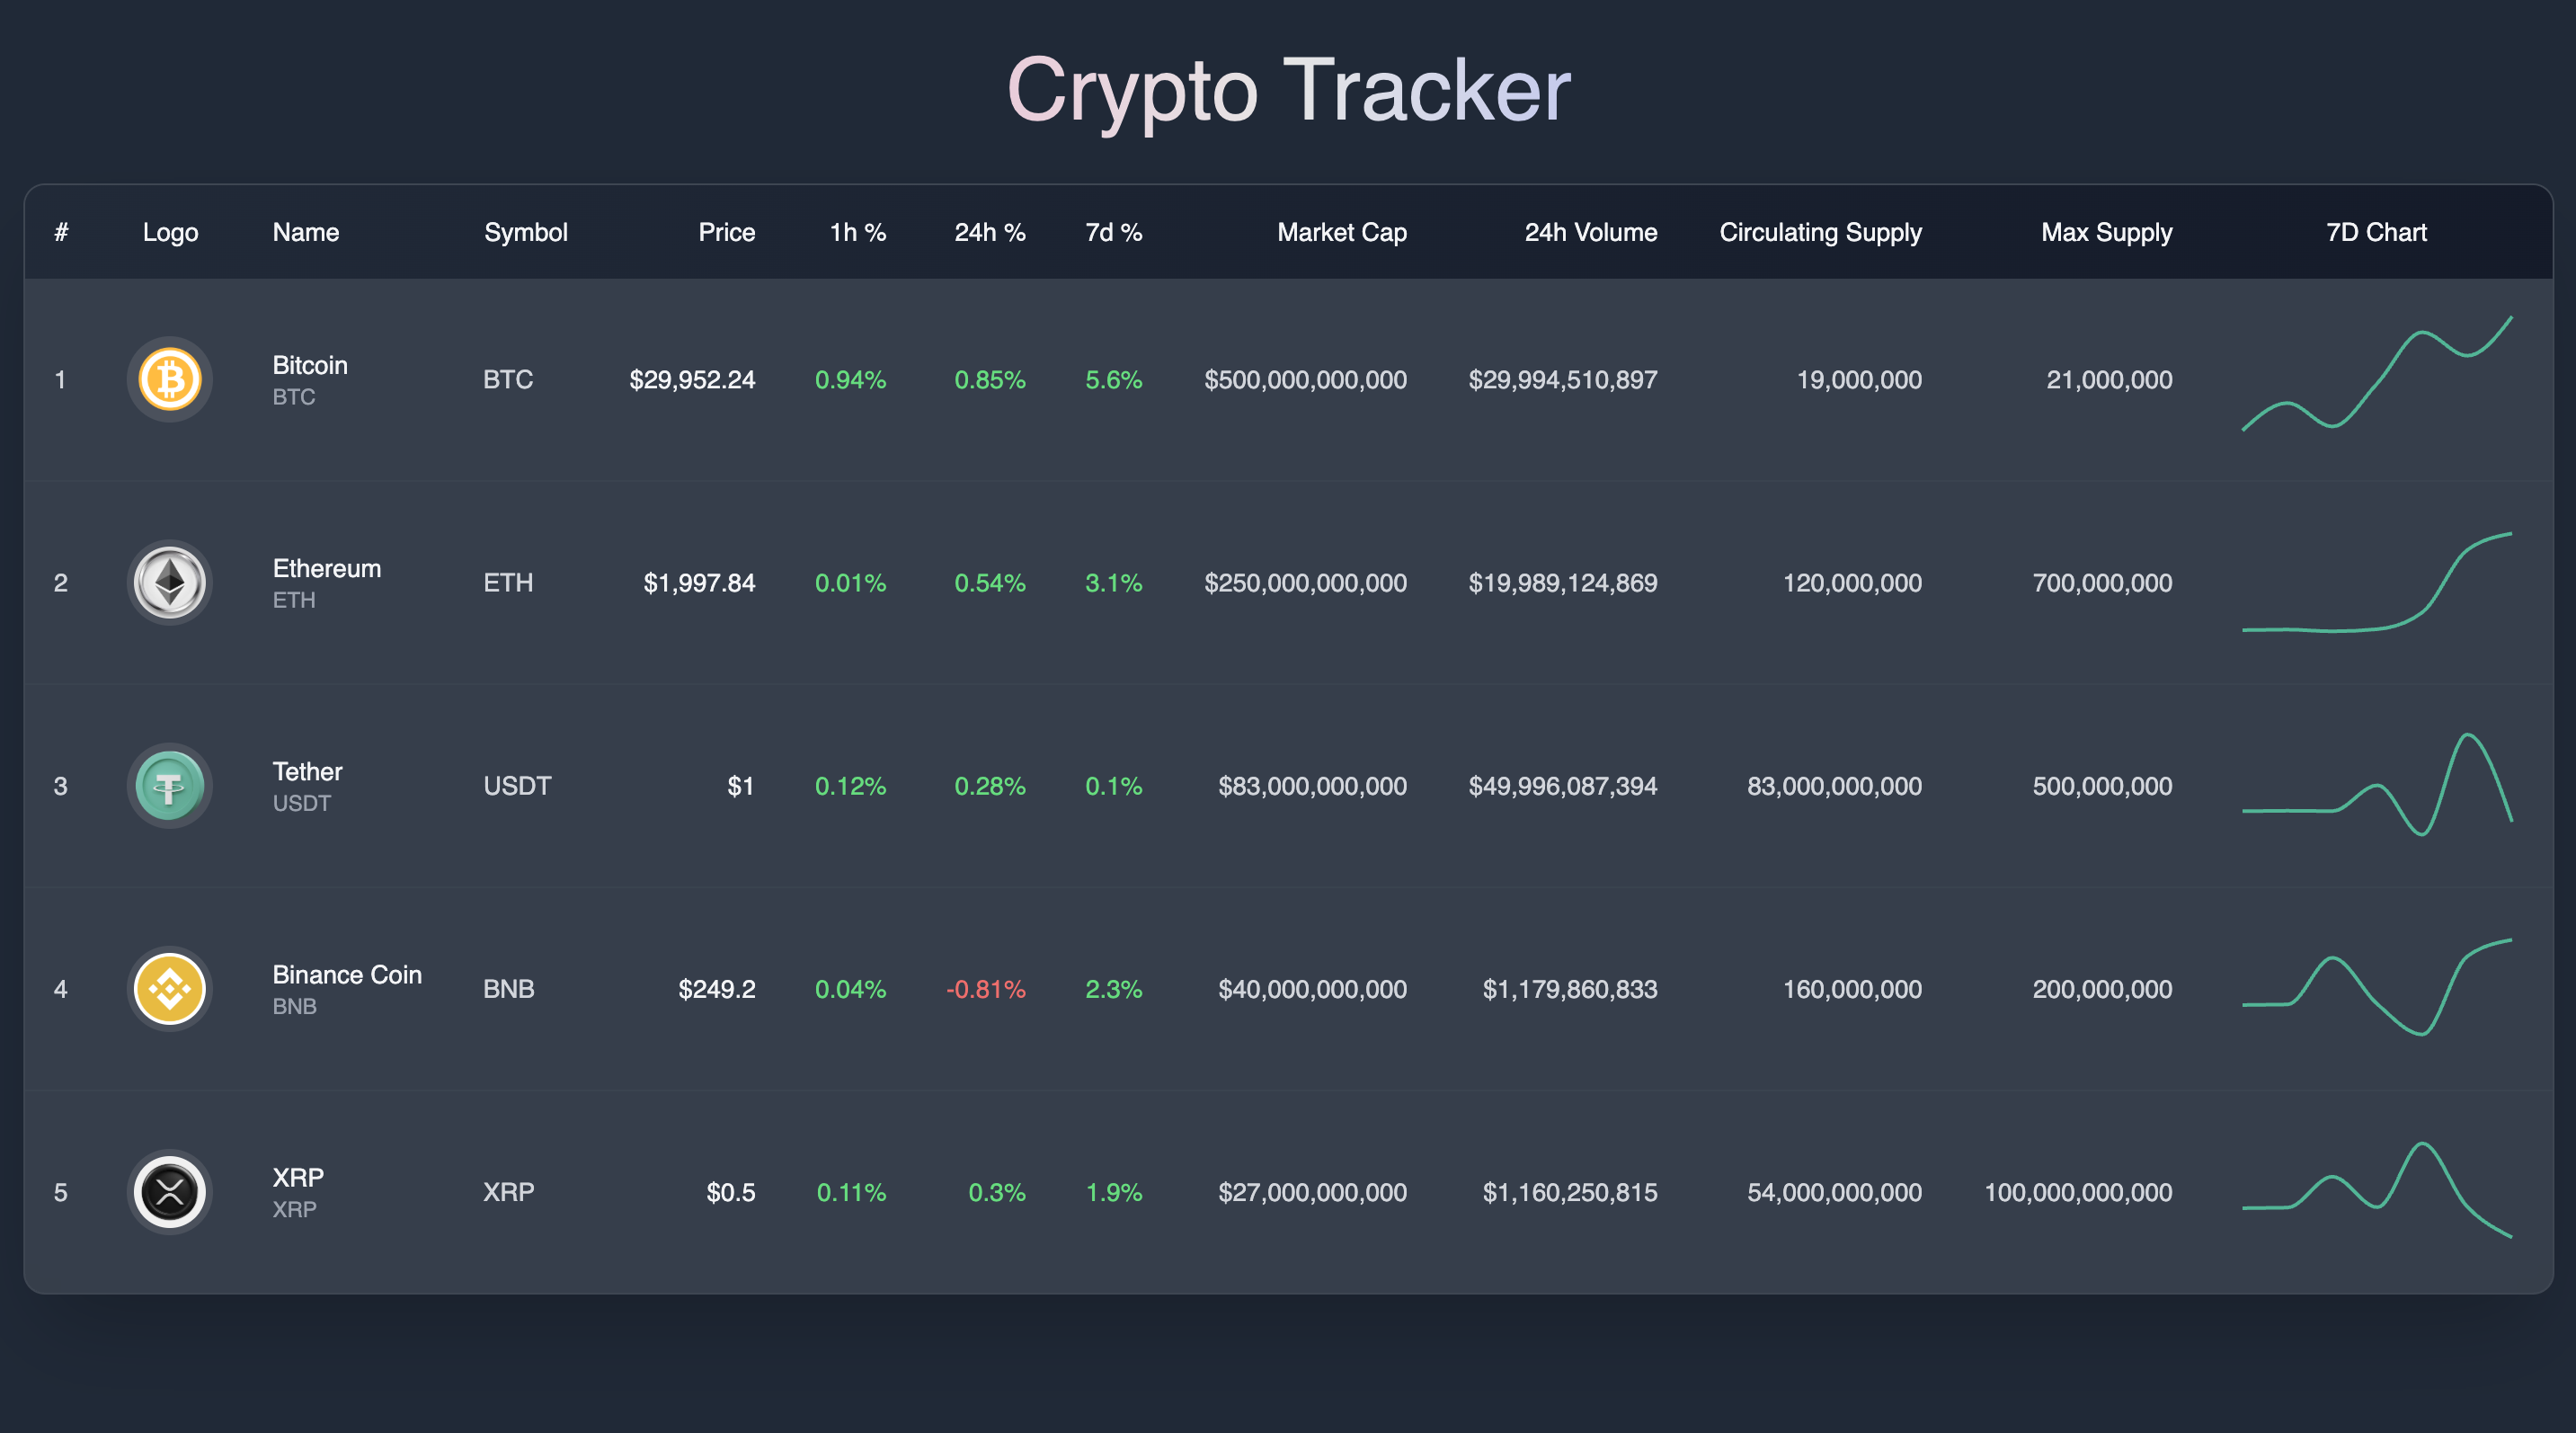 Crypto Tracker
# Logo Name Symbol Price 1h % 24h % 7d % Market Cap 24h Volume Circulating Supply Max Supply 7D Chart
1 Bitcoin BTC $29,952.24 0.94% 0.85% 5.6% $500,000,000,000 $29,994,510,897 19,000,000 21,000,000
BTC
2 Ethereum ETH $1,997.84 0.01% 0.54% 3.1% $250,000,000,000 $19,989,124,869 120,000,000 700,000,000
ETH
3 Tether USDT $1 0.12% 0.28% 0.1% $83,000,000,000 $49,996,087,394 83,000,000,000 500,000,000
USDT
4 Binance Coin BNB $249.2 0.04% -0.81% 2.3% $40,000,000,000 $1,179,860,833 160,000,000 200,000,000
BNB
5 XRP XRP $0.5 0.11% 0.3% 1.9% $27,000,000,000 $1,160,250,815 54,000,000,000 100,000,000,000
XRP